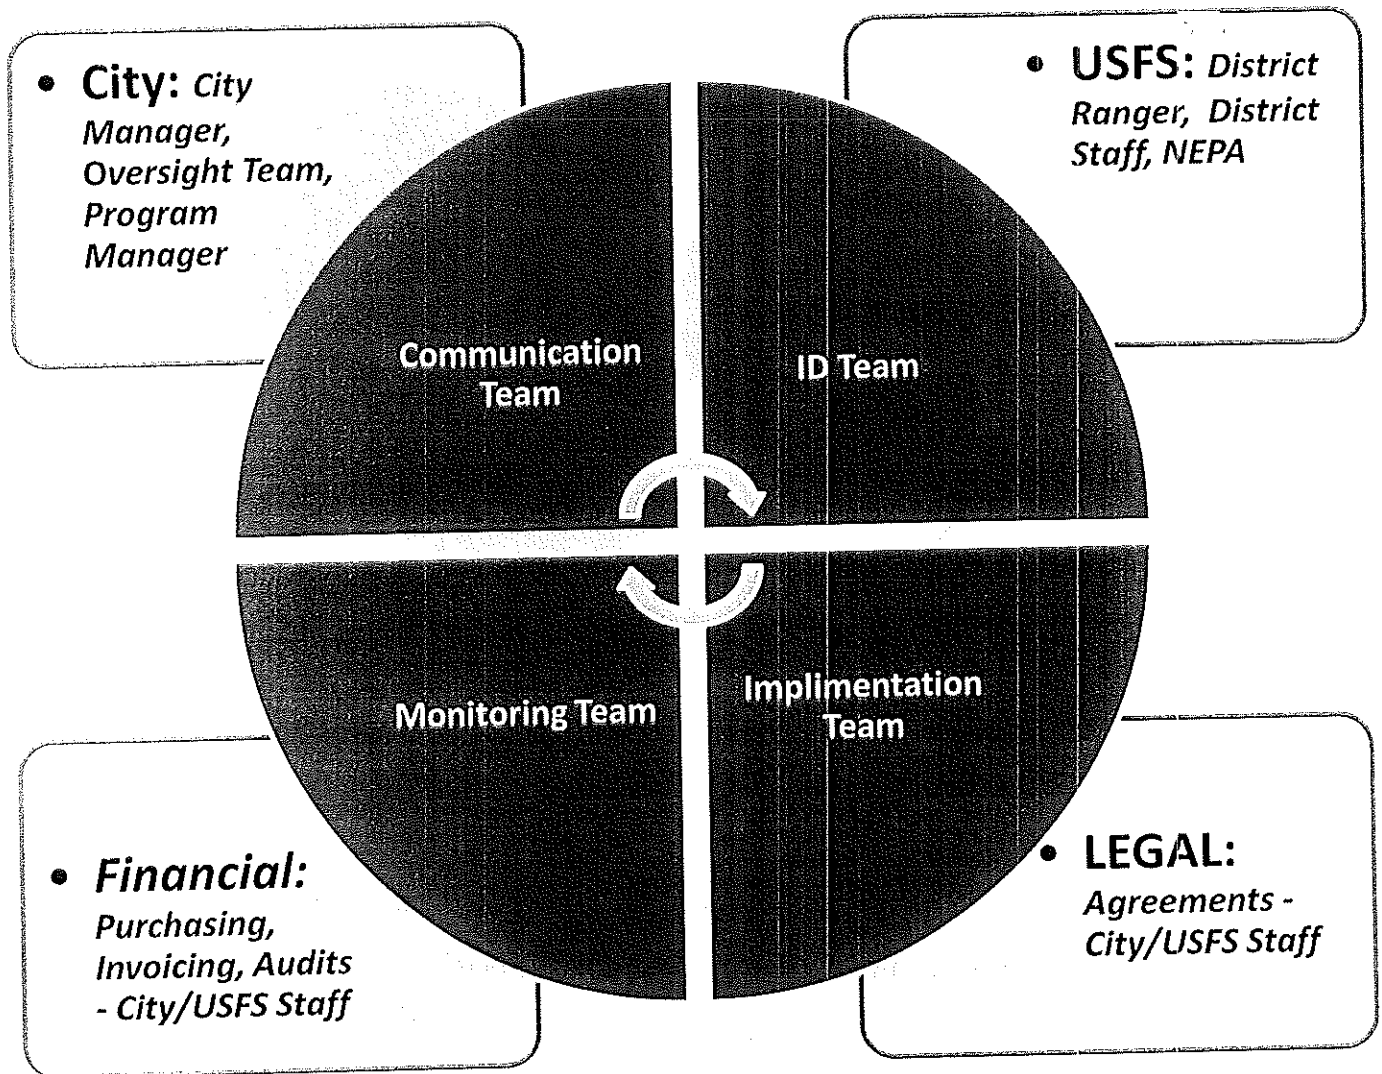 • City: City
Manager,
Oversight Team,
Program
Manager
• USFS: District
Ranger, District
Staff, NEPA
Communication
Team
ID Team
Monitoring Team
Implimentation
Team
• Financial:
Purchasing,
Invoicing, Audits
- City/USFS Staff
• LEGAL:
Agreements -
City/USFS Staff